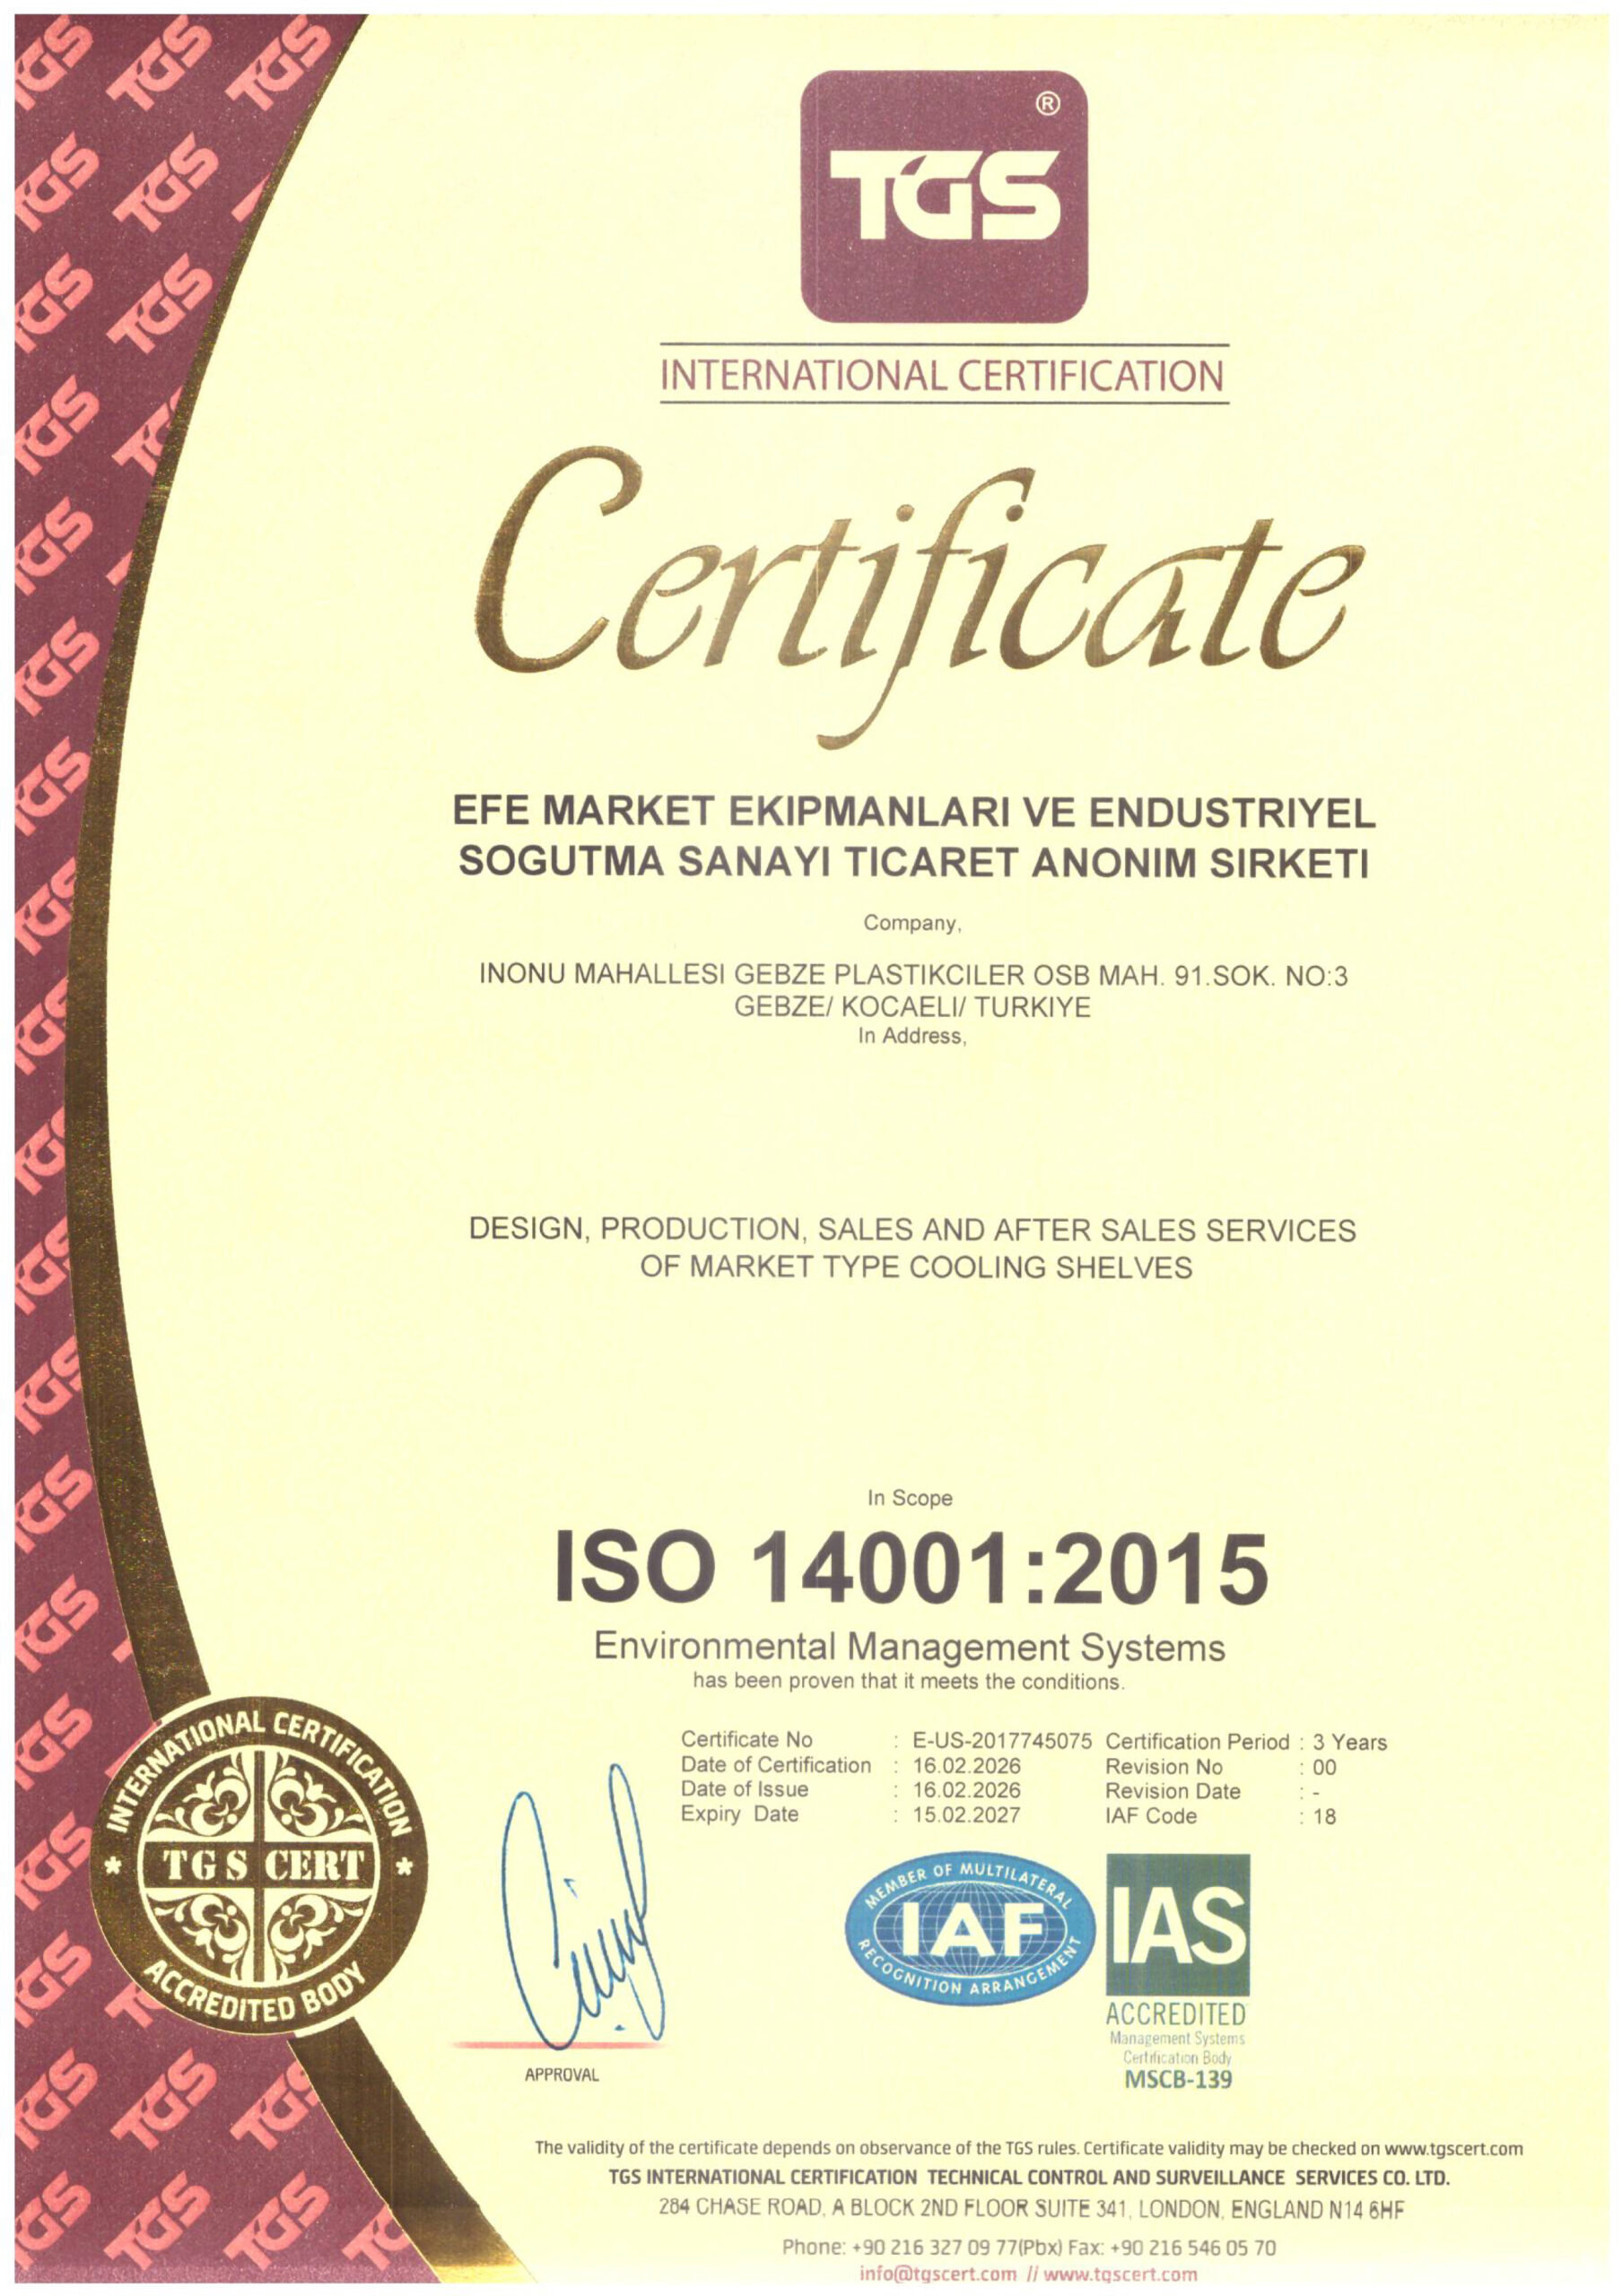 ®
TGS
INTERNATIONAL CERTIFICATION
Certificate
EFE MARKET EKIPMANLARI VE ENDUSTRIYEL
SOGUTMA SANAYI TICARET ANONIM SIRKETI
Company,
INONU MAHALLESI GEBZE PLASTIKCILER OSB MAH. 91.SOK. NO:3
GEBZE/ KOCAELI/ TURKIYE
In Address,
DESIGN, PRODUCTION, SALES AND AFTER SALES SERVICES
OF MARKET TYPE COOLING SHELVES
In Scope
ISO 14001:2015
Environmental Management Systems
has been proven that it meets the conditions.
Certificate No : E-US-2017745075 Certification Period : 3 Years
Date of Certification : 16.02.2026 Revision No : 00
Date of Issue : 16.02.2026 Revision Date : -
Expiry Date : 15.02.2027 IAF Code : 18
INTERNATIONAL CERTIFICATION
* TGS CERT *
ACCREDITED BODY
MEMBER OF MULTILATERAL
IAF
RECOGNITION ARRANGEMENT
IAS
ACCREDITED
Management Systems
Certification Body
MSCB-139
APPROVAL
The validity of the certificate depends on observance of the TGS rules. Certificate validity may be checked on www.tgscert.com
TGS INTERNATIONAL CERTIFICATION TECHNICAL CONTROL AND SURVEILLANCE SERVICES CO. LTD.
284 CHASE ROAD, A BLOCK 2ND FLOOR SUITE 341, LONDON, ENGLAND N14 6HF
Phone: +90 216 327 09 77(Pbx) Fax: +90 216 546 05 70
info@tgscert.com // www.tgscert.com